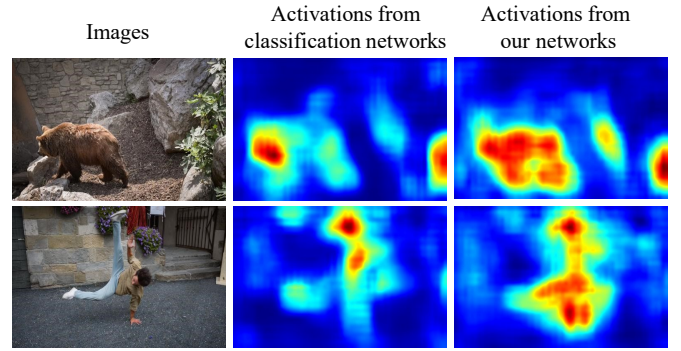 Images
Activations from
classification networks
Activations from
our networks